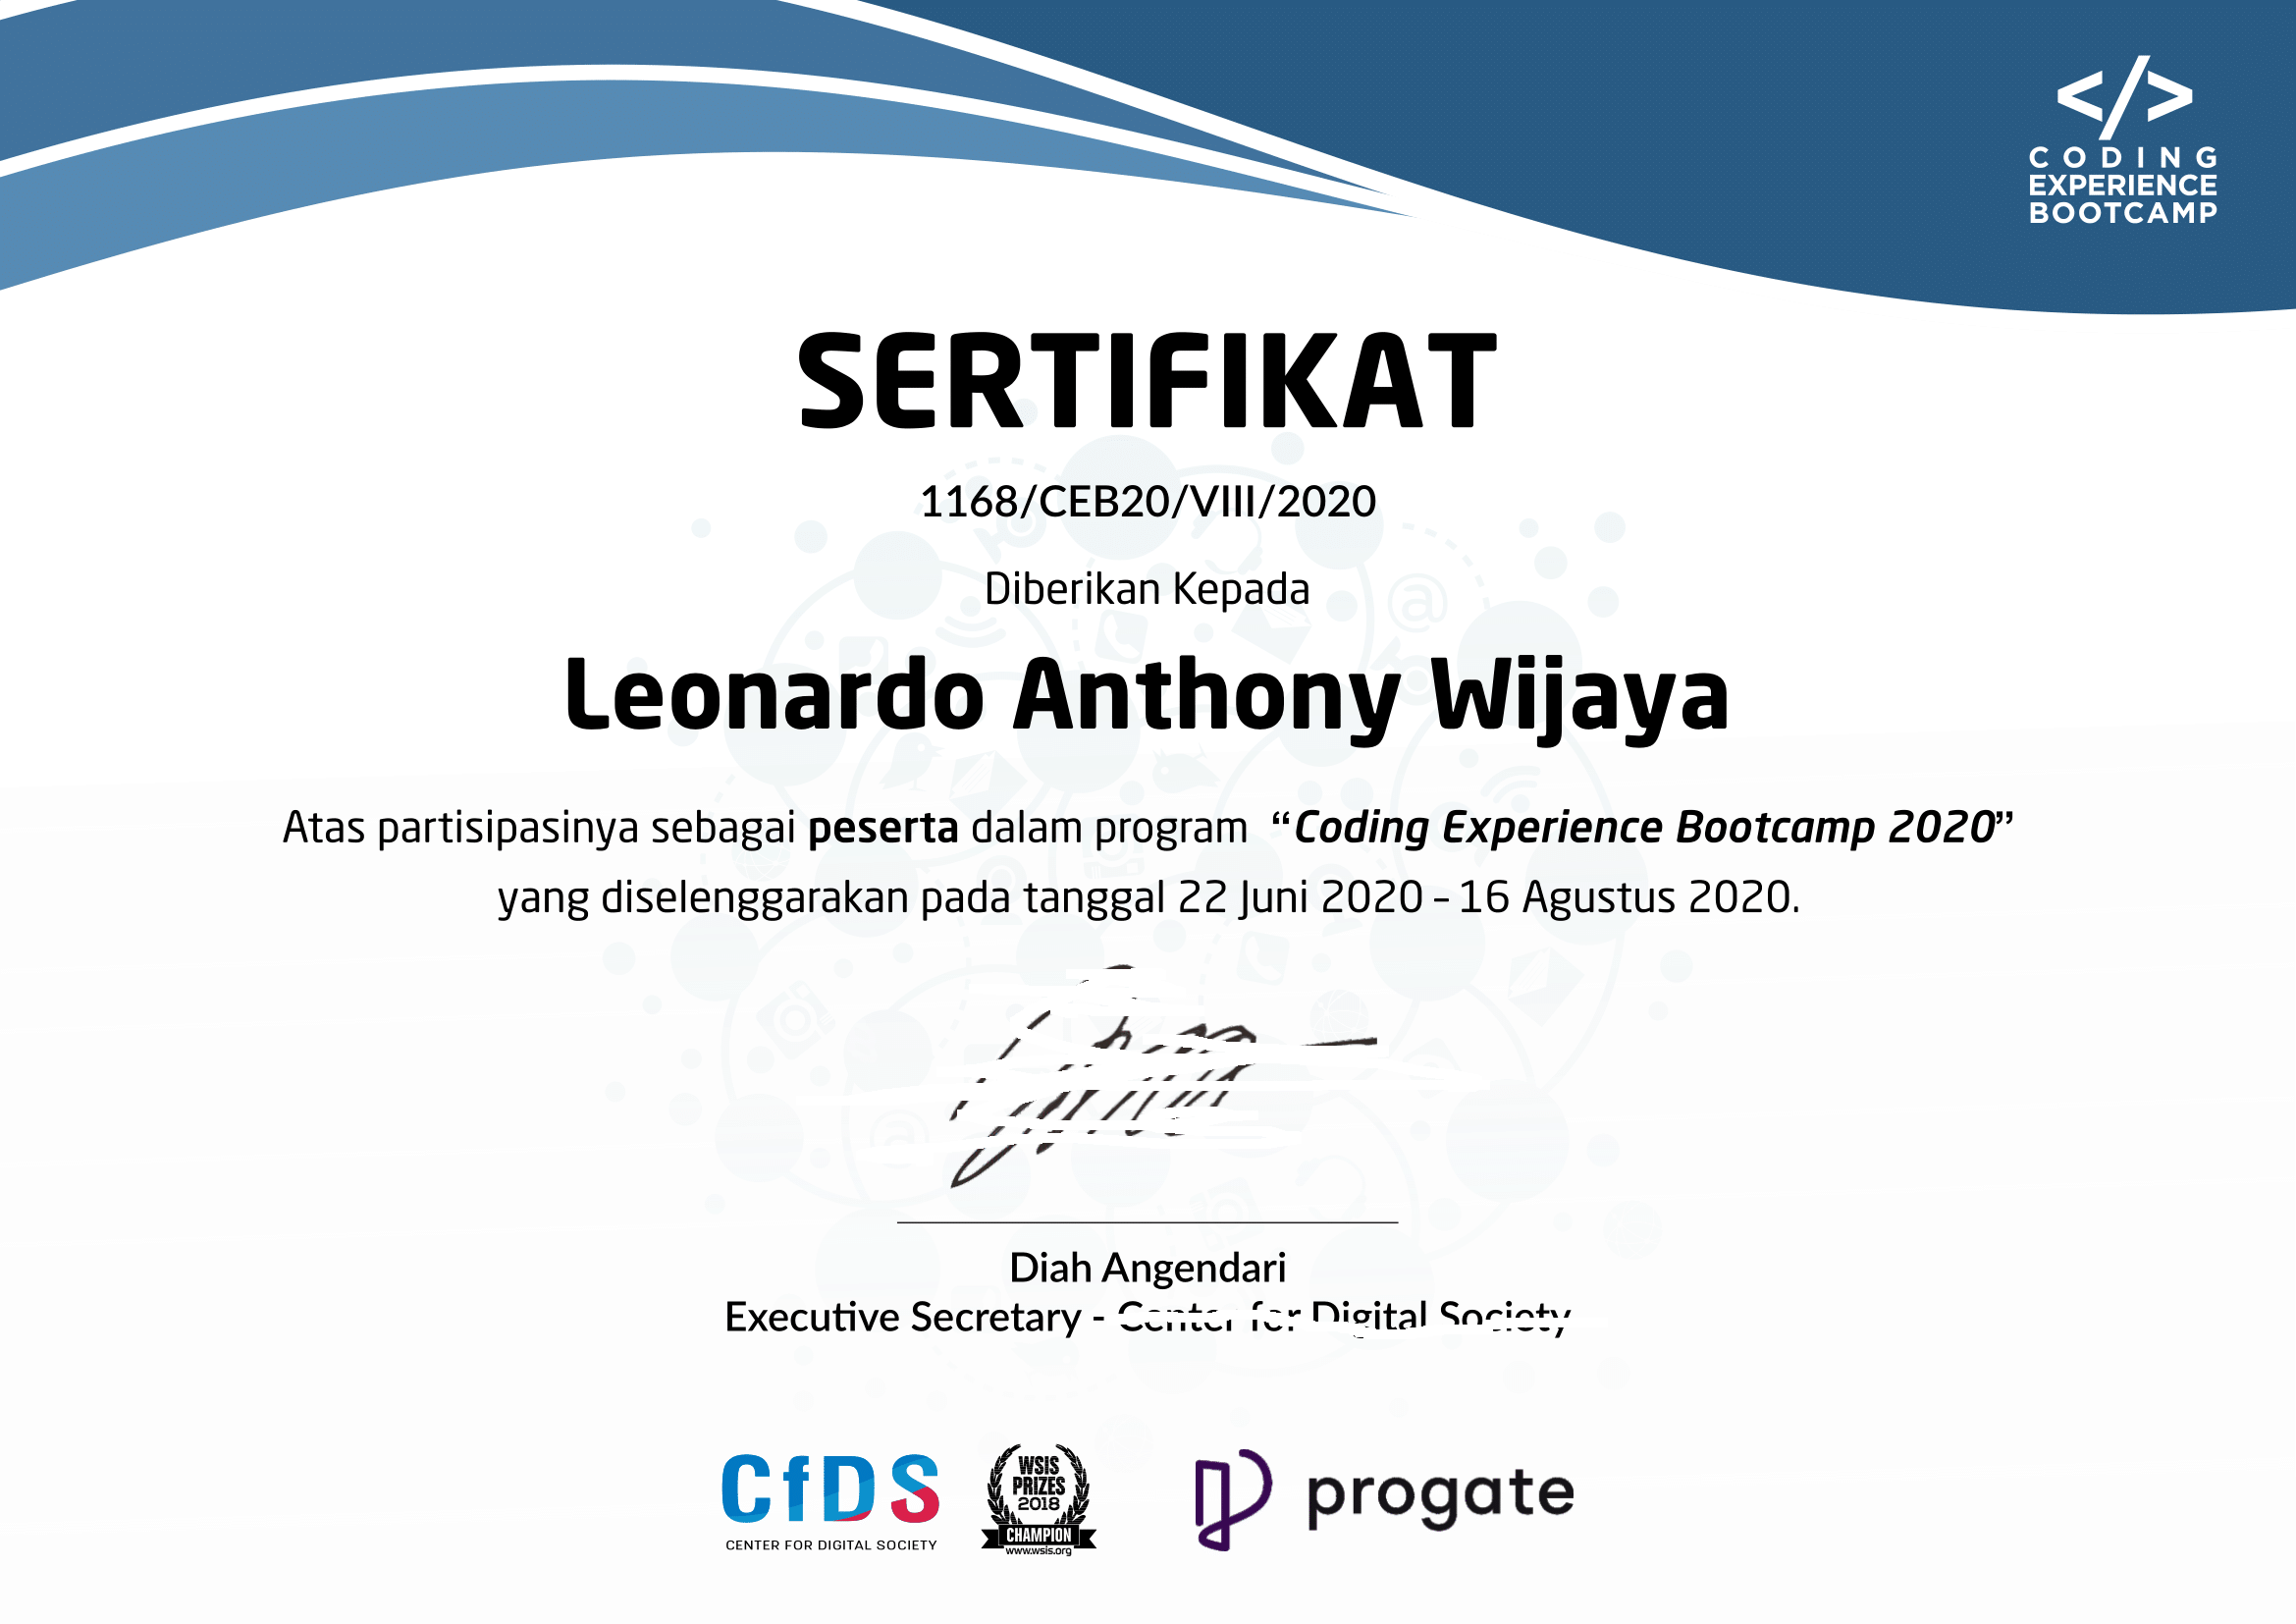 </>
CODING
EXPERIENCE
BOOTCAMP
SERTIFIKAT
1168/CEB20/VIII/2020
Diberikan Kepada
Leonardo Anthony Wijaya
Atas partisipasinya sebagai peserta dalam program “Coding Experience Bootcamp 2020”
yang diselenggarakan pada tanggal 22 Juni 2020 – 16 Agustus 2020.
Diah Angendari
Executive Secretary - Center for Digital Society
CfDS
CENTER FOR DIGITAL SOCIETY
WSIS
PRIZES
2018
CHAMPION
www.wsis.org
progate